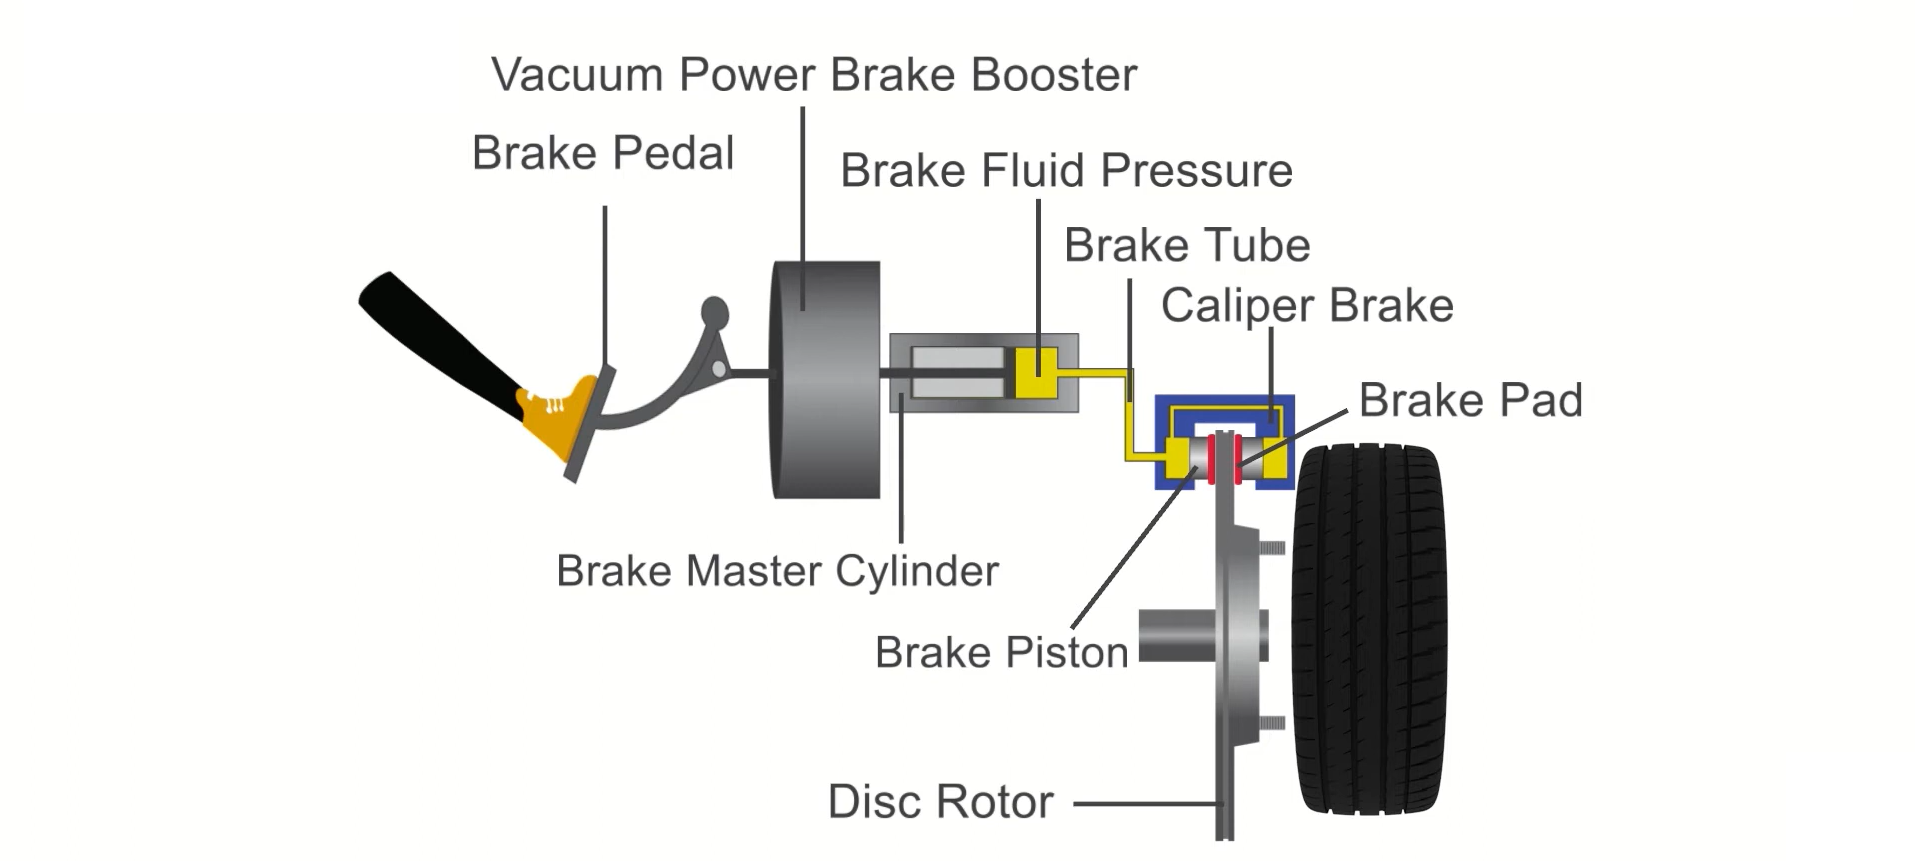 Vacuum Power Brake Booster
Brake Pedal
Brake Fluid Pressure
Brake Tube
Caliper Brake
Brake Pad
Brake Master Cylinder
Brake Piston
Disc Rotor